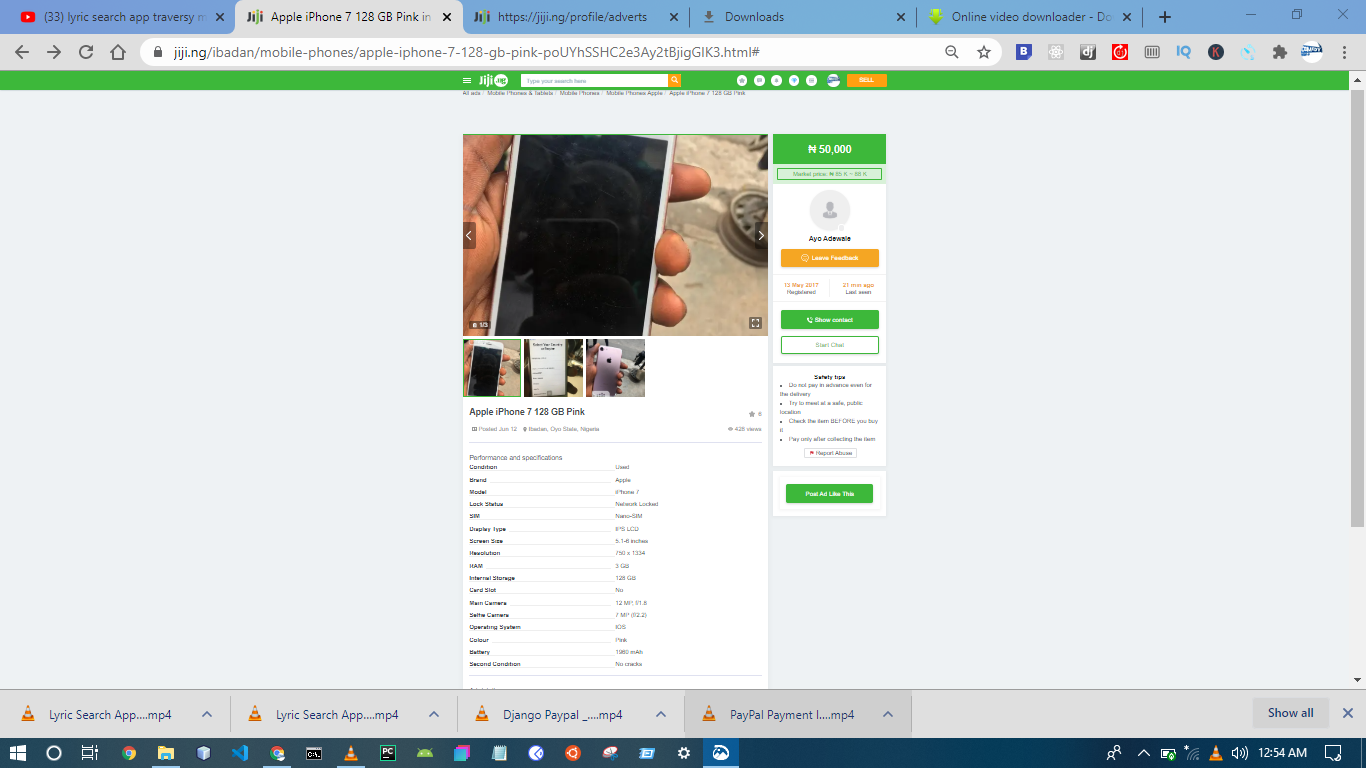 (33) lyric search app traversy m
Apple iPhone 7 128 GB Pink in
https://jiji.ng/profile/adverts
Downloads
Online video downloader - Do
jiji.ng/ibadan/mobile-phones/apple-iphone-7-128-gb-pink-poUYhSSHC2e3Ay2tBjigGIK3.html#
Jiji.ng
Type your search here
SELL
All ads / Mobile Phones & Tablets / Mobile Phones / Mobile Phones Apple / Apple iPhone 7 128 GB Pink
1/3
Apple iPhone 7 128 GB Pink
6
Posted Jun 12
Ibadan, Oyo State, Nigeria
428 views
Performance and specifications
Condition Used
Brand Apple
Model iPhone 7
Lock Status Network Locked
SIM Nano-SIM
Display Type IPS LCD
Screen Size 5.1-6 inches
Resolution 750 x 1334
RAM 3 GB
Internal Storage 128 GB
Card Slot No
Main Camera 12 MP, f/1.8
Selfie Camera 7 MP (f/2.2)
Operating System iOS
Colour Pink
Battery 1960 mAh
Second Condition No cracks
₦ 50,000
Market price: ₦ 85 K ~ 88 K
Ayo Adewale
Leave Feedback
13 May 2017
Registered
21 min ago
Last seen
Show contact
Start Chat
Safety tips
• Do not pay in advance even for
the delivery
• Try to meet at a safe, public
location
• Check the item BEFORE you buy
it
• Pay only after collecting the item
Report Abuse
Post Ad Like This
Lyric Search App....mp4
Lyric Search App....mp4
Django Paypal _....mp4
PayPal Payment I....mp4
Show all
12:54 AM